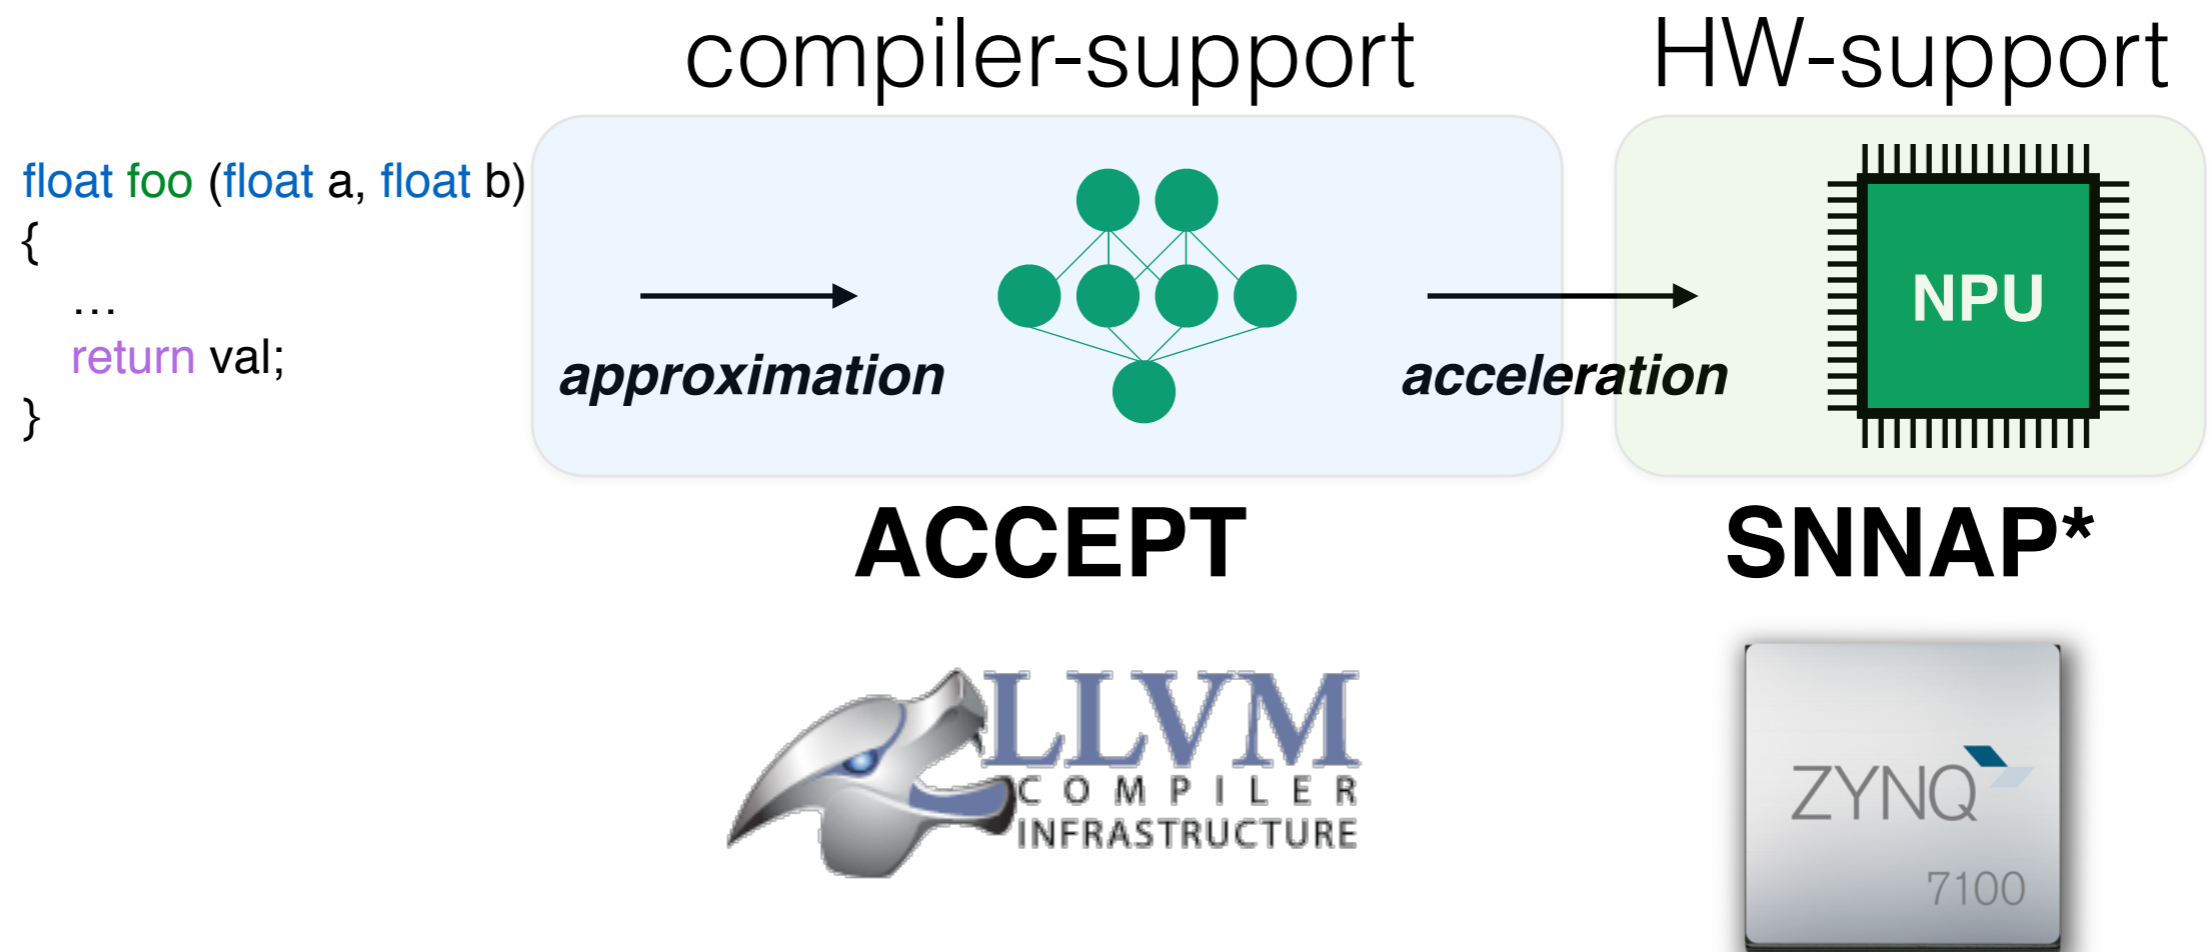 compiler-support
HW-support
float foo (float a, float b)
{
…
return val;
}
approximation
acceleration
NPU
ACCEPT
SNNAP*
LLVM
COMPILER
INFRASTRUCTURE
ZYNQ
7100